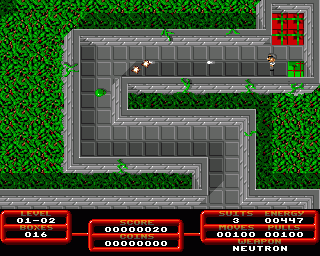 LEVEL
01-02
BOXES
016
SCORE
00000020
COINS
00000000
SUITS ENERGY
3 00447
MOVES PULLS
00100 00100
WEAPON
NEUTRON